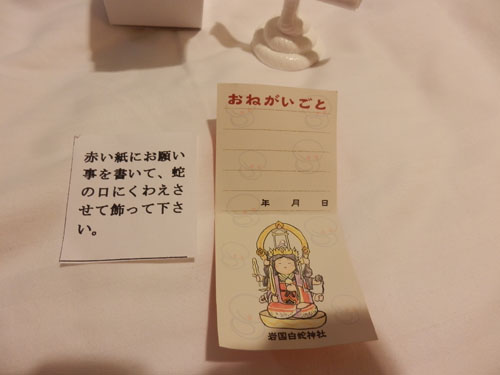 赤い紙にお願い
事を書いて、蛇
の口にくわえさ
せて飾って下さ
い。
おねがいごと
年 月 日
岩国白蛇神社